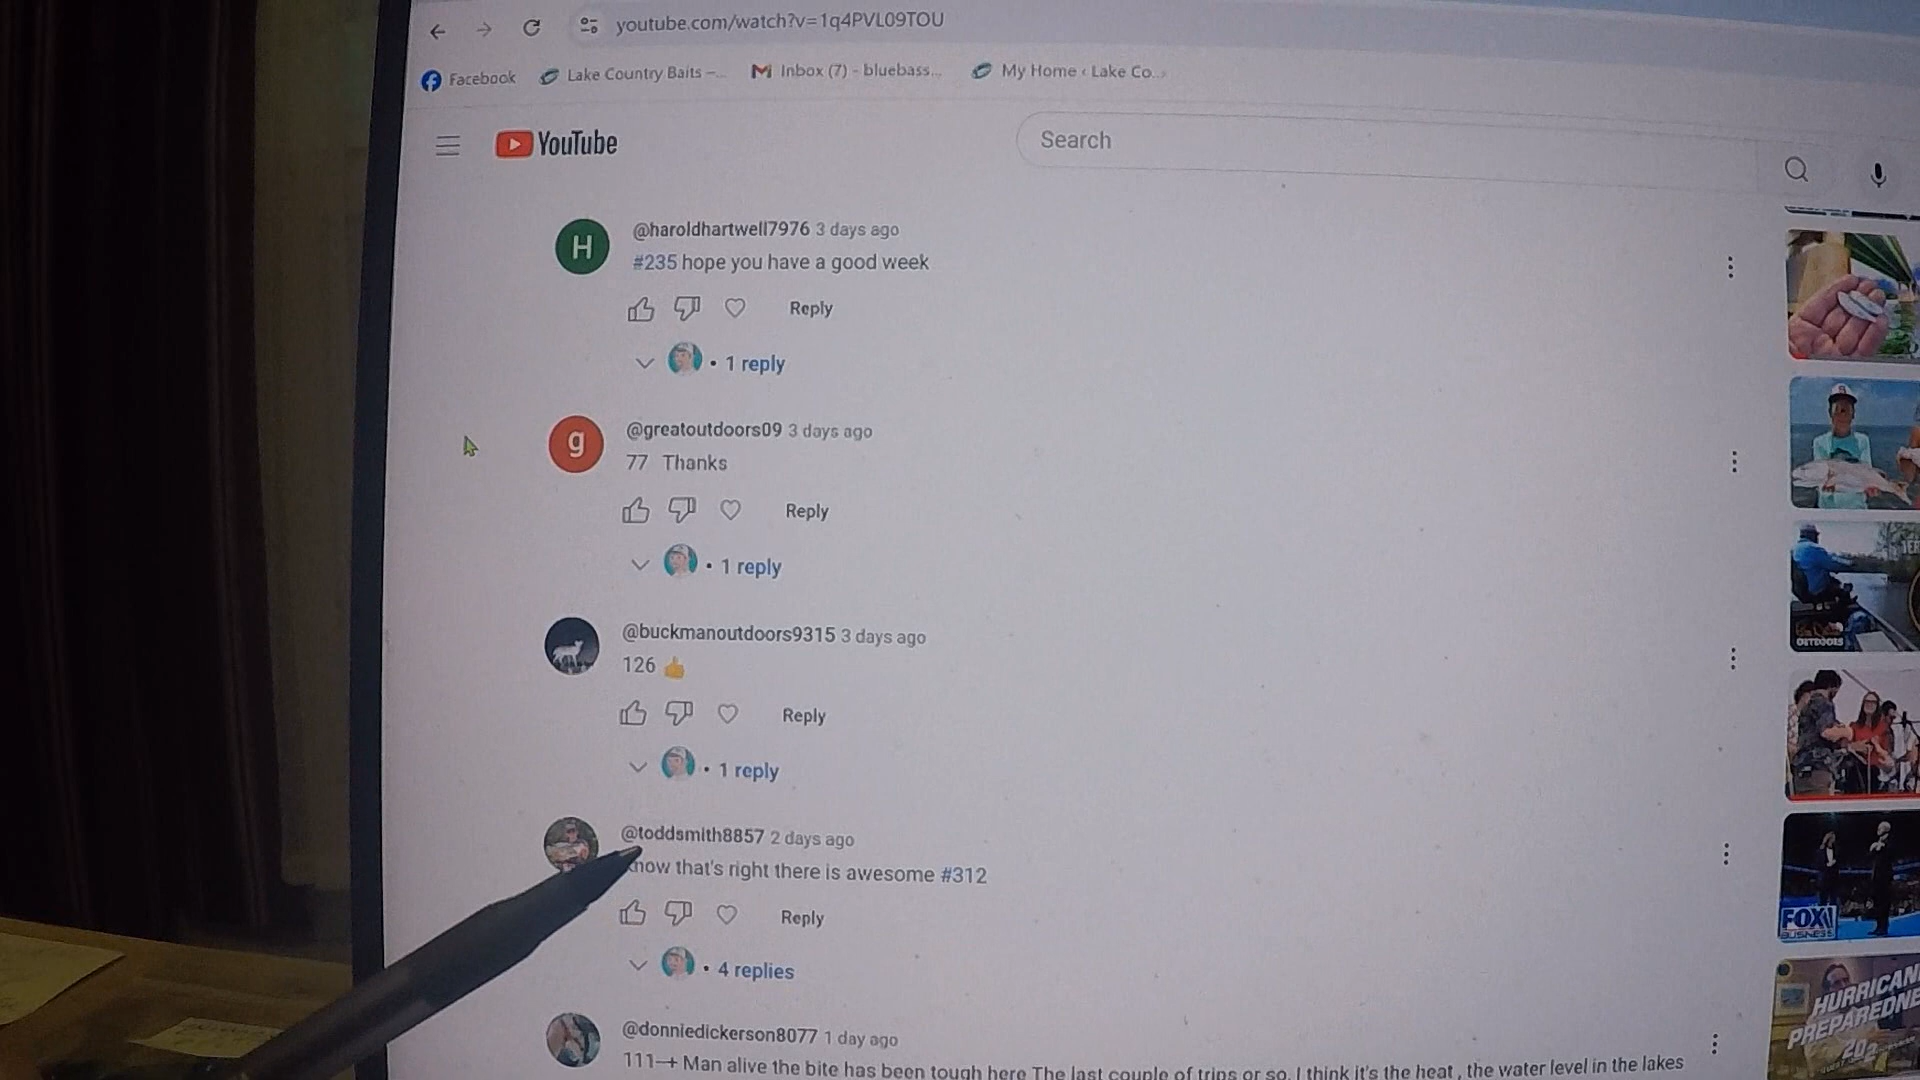 youtube.com/watch?v=1q4PVL09TOU
Facebook
Lake Country Baits –...
Inbox (7) - bluebass...
My Home ‹ Lake Co...
YouTube
Search
H
@haroldhartwell7976 3 days ago
#235 hope you have a good week
Reply
• 1 reply
g
@greatoutdoors09 3 days ago
77 Thanks
Reply
• 1 reply
@buckmanoutdoors9315 3 days ago
126 👍
Reply
• 1 reply
@toddsmith8857 2 days ago
that's right there is awesome #312
Reply
• 4 replies
@donniedickerson8077 1 day ago
111--+ Man alive the bite has been tough here The last couple of trips or so. I think it's the heat , the water level in the lakes
OUTDOORS
FOX
BUSINESS
HURRICAN
PREPAREDNE
202